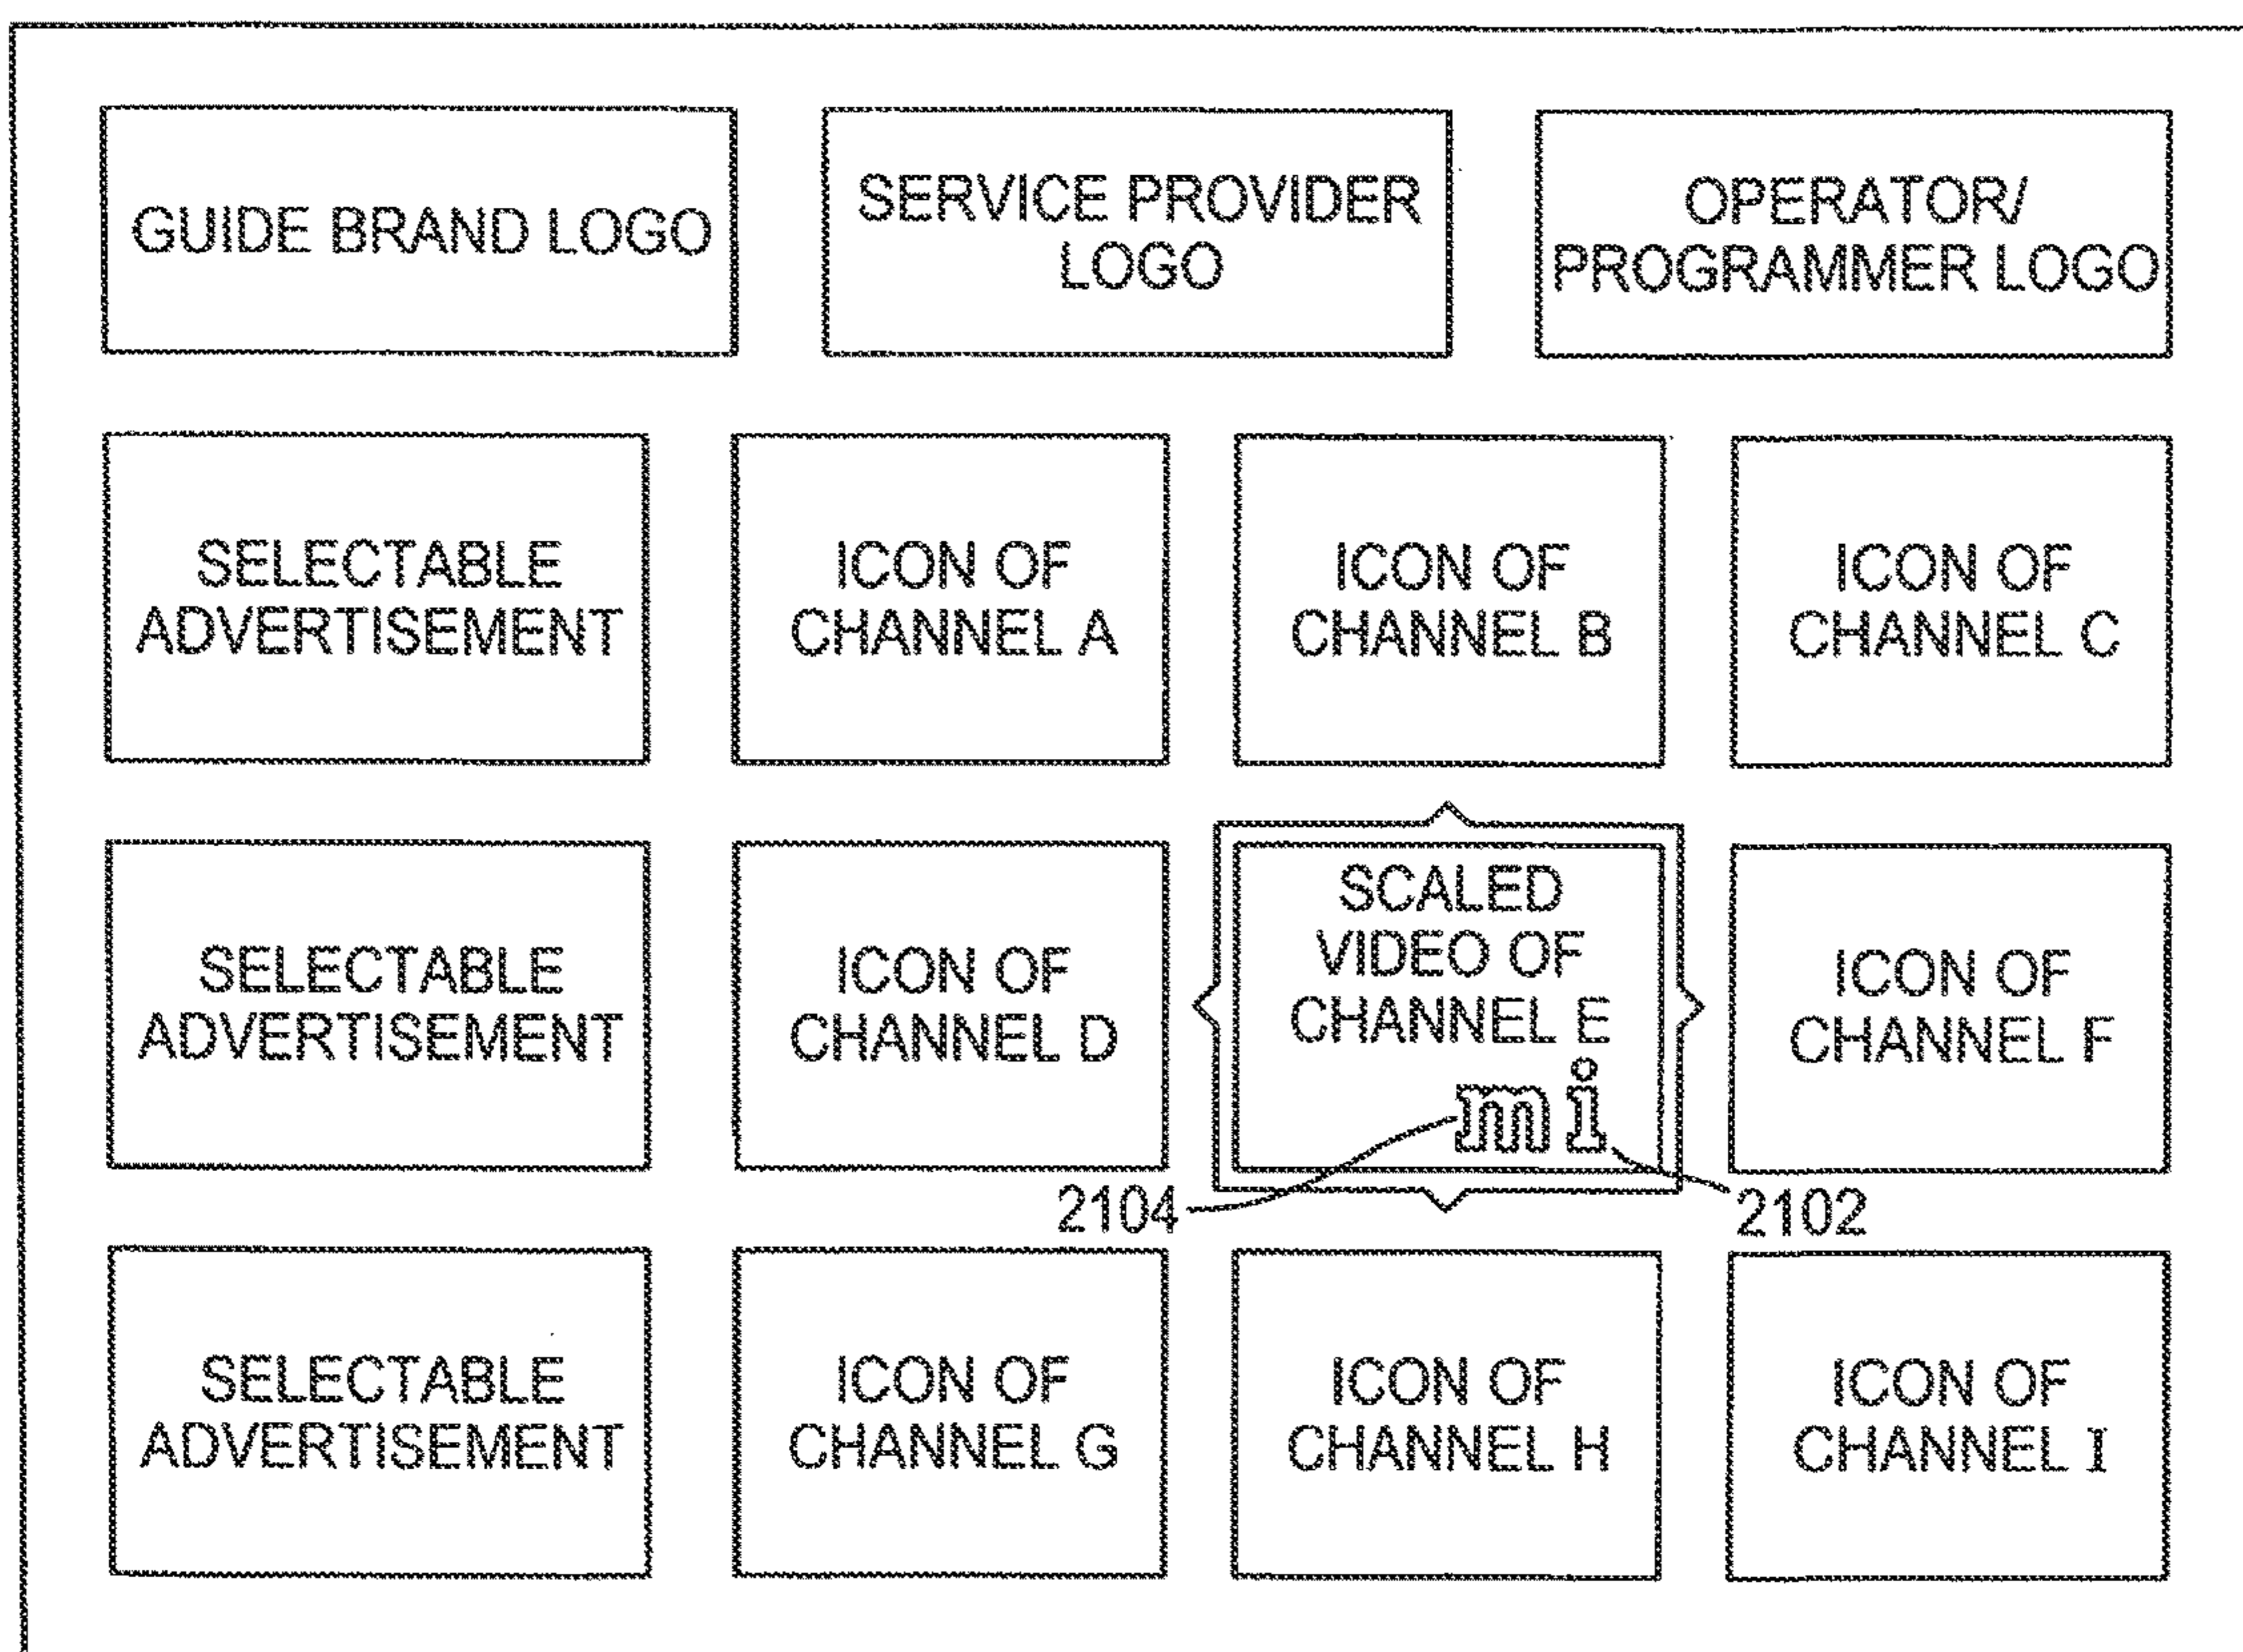 GUIDE BRAND LOGO
SERVICE PROVIDER
LOGO
OPERATOR/
PROGRAMMER LOGO
SELECTABLE
ADVERTISEMENT
ICON OF
CHANNEL A
ICON OF
CHANNEL B
ICON OF
CHANNEL C
SELECTABLE
ADVERTISEMENT
ICON OF
CHANNEL D
SCALED
VIDEO OF
CHANNEL E
m i
ICON OF
CHANNEL F
2104
2102
SELECTABLE
ADVERTISEMENT
ICON OF
CHANNEL G
ICON OF
CHANNEL H
ICON OF
CHANNEL I